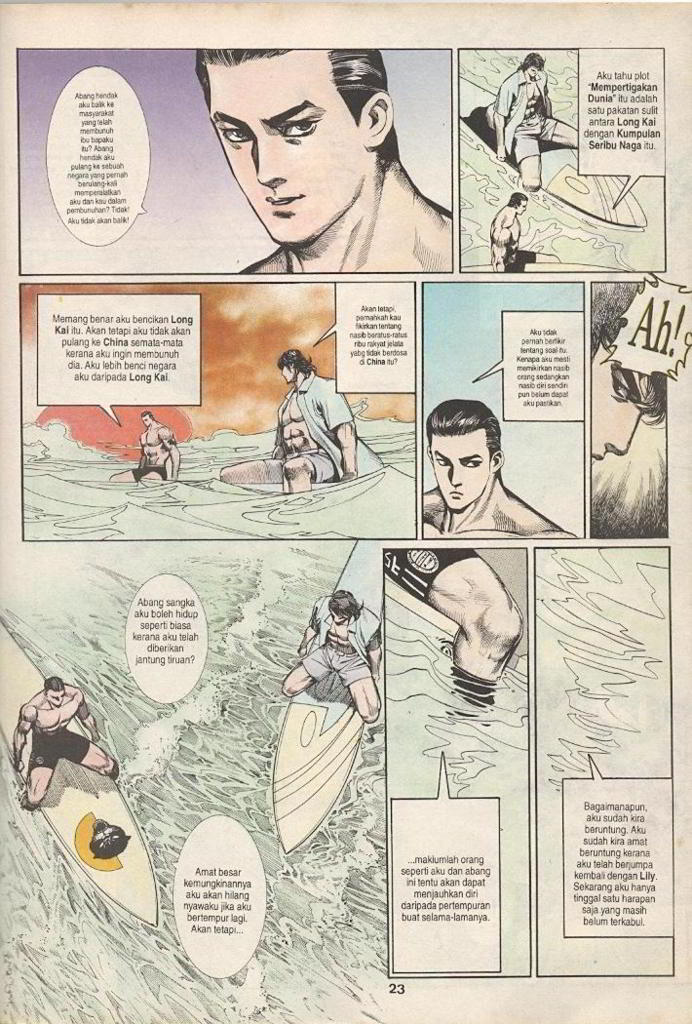 Abang hendak
aku balik ke
masyarakat
yang telah
membunuh
ibu bapaku
itu? Abang
hendak aku
pulang ke sebuah
negara yang pernah
berulang-kali
memperalatkan
aku dan kau dalam
pembunuhan? Tidak!
Aku tidak akan balik!
Aku tahu plot
"Mempertigakan
Dunia" itu adalah
satu pakatan sulit
antara Long Kai
dengan Kumpulan
Seribu Naga itu.
Memang benar aku bencikan Long
Kai itu. Akan tetapi aku tidak akan
pulang ke China semata-mata
kerana aku ingin membunuh
dia. Aku lebih benci negara
aku daripada Long Kai.
Akan tetapi,
pernahkah kau
fikirkan tentang
nasib beratus-ratus
ribu rakyat jelata
yabg tidak berdosa
di China itu?
Aku tidak
pernah berfikir
tentang soal itu.
Kenapa aku mesti
memikirkan nasib
orang sedangkan
nasib diri sendiri
pun belum dapat
aku pastikan.
Ah!
Abang sangka
aku boleh hidup
seperti biasa
kerana aku telah
diberikan
jantung tiruan?
Amat besar
kemungkinannya
aku akan hilang
nyawaku jika aku
bertempur lagi.
Akan tetapi...
...maklumlah orang
seperti aku dan abang
ini tentu akan dapat
menjauhkan diri
daripada pertempuran
buat selama-lamanya.
Bagaimanapun,
aku sudah kira
beruntung. Aku
sudah kira amat
beruntung kerana
aku telah berjumpa
kembali dengan Lily.
Sekarang aku hanya
tinggal satu harapan
saja yang masih
belum terkabul.
23